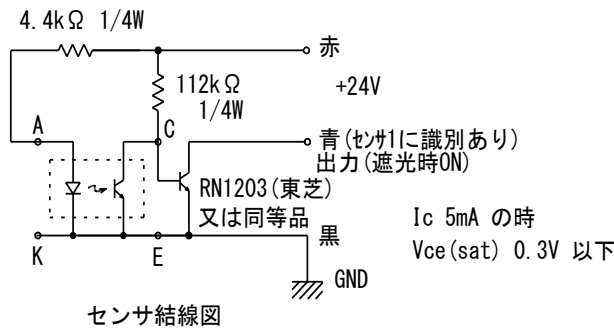 4.4kΩ 1/4W
赤
112kΩ
1/4W
+24V
A
C
青(センサ1に識別あり)
出力(遮光時ON)
RN1203(東芝)
又は同等品
Ic 5mA の時
Vce(sat) 0.3V 以下
K
E
黒
GND
センサ結線図